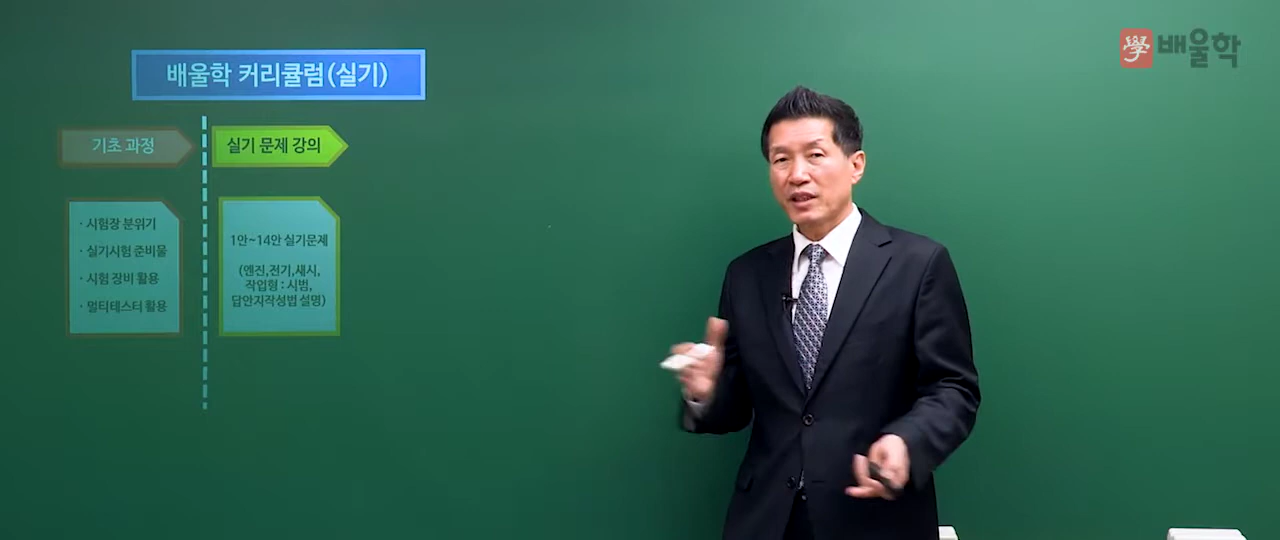 學 배울학
배울학 커리큘럼(실기)
기초 과정
실기 문제 강의
· 시험장 분위기
· 실기시험 준비물
· 시험 장비 활용
· 멀티테스터 활용
1안~14안 실기문제
(엔진,전기,섀시,
작업형 : 시범,
답안지작성법 설명)